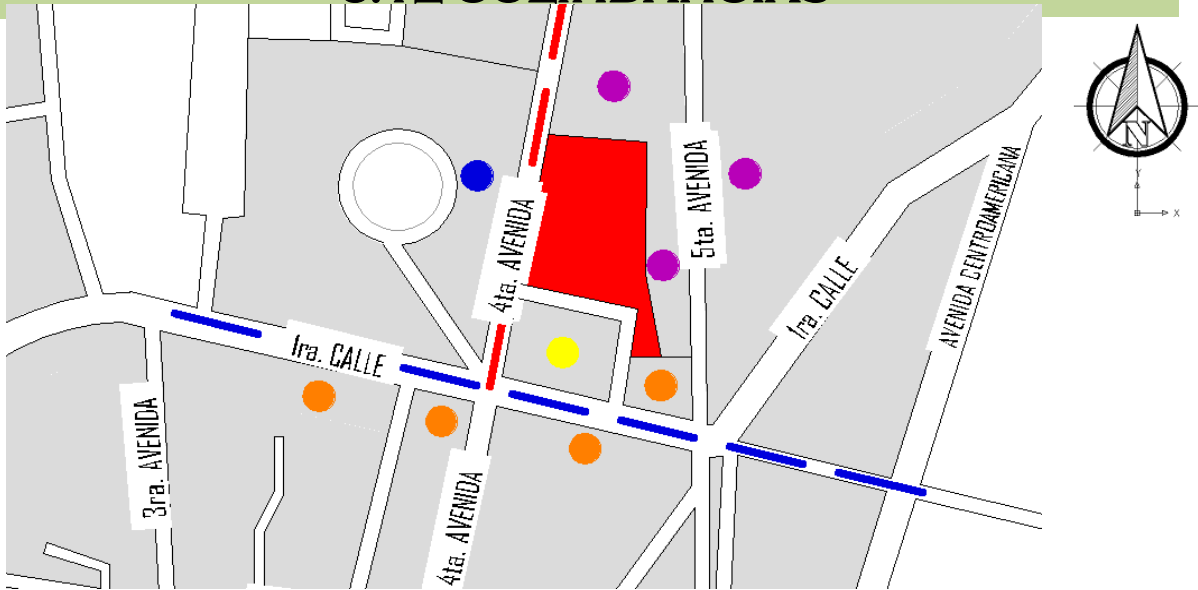 4ta. AVENIDA
5ta. AVENIDA
1ra. CALLE
AVENIDA CENTROAMERICANA
1ra. CALLE
3ra. AVENIDA
4ta. AVENIDA
N
Y
X